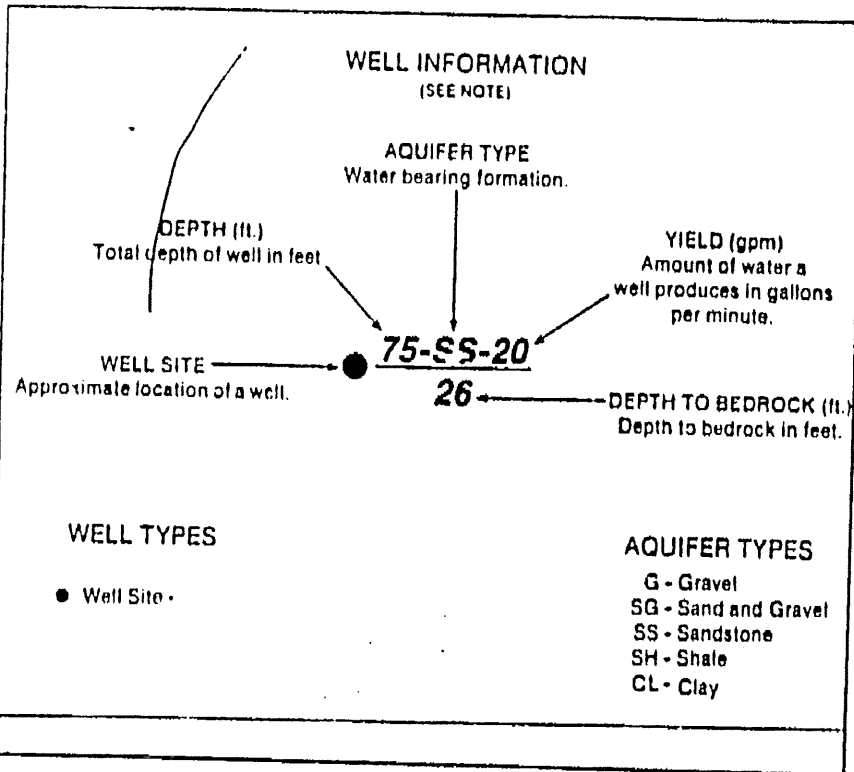 WELL INFORMATION
(SEE NOTE)
AQUIFER TYPE
Water bearing formation.
DEPTH (ft.)
Total depth of well in feet
YIELD (gpm)
Amount of water a
well produces in gallons
per minute.
75-SS-20
26
WELL SITE
Approximate location of a well.
DEPTH TO BEDROCK (ft.)
Depth to bedrock in feet.
WELL TYPES
Well Site
AQUIFER TYPES
G - Gravel
SG - Sand and Gravel
SS - Sandstone
SH - Shale
CL - Clay